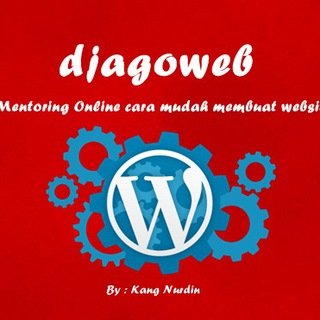 djagoweb
Mentoring Online cara mudah membuat websi
W
By : Kang Nurdin